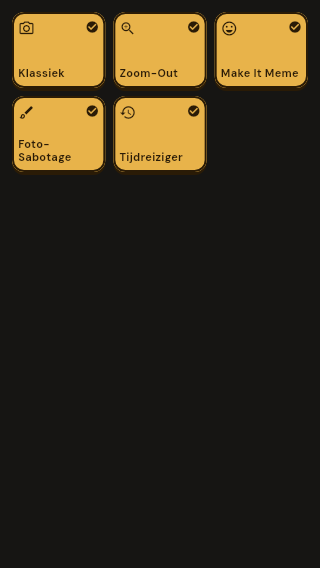 Klassiek
Zoom-Out
Make It Meme
Foto-
Sabotage
Tijdreiziger